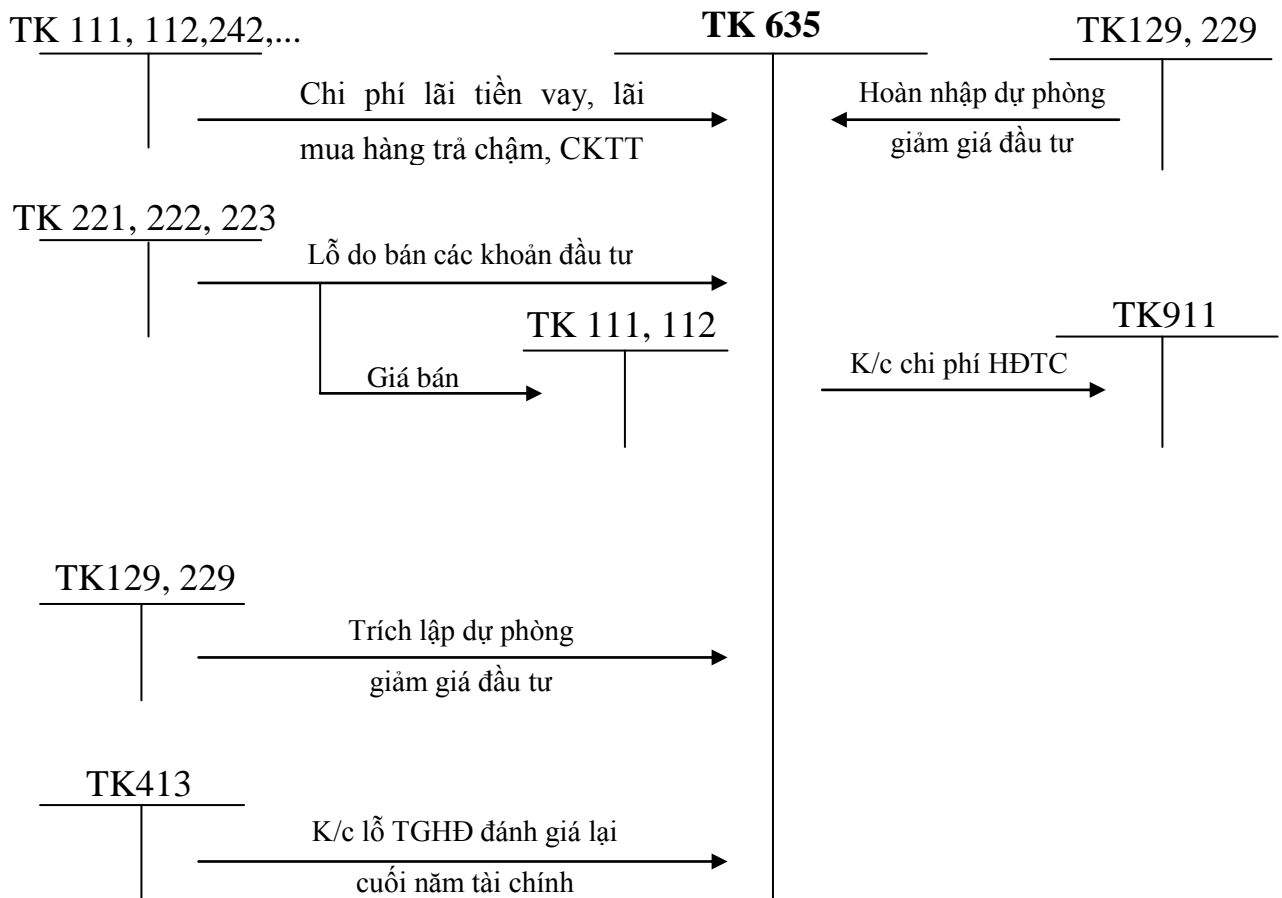 TK 111, 112,242,...
TK 635
TK129, 229
Chi phí lãi tiền vay, lãi
mua hàng trả chậm, CKTT
Hoàn nhập dự phòng
giảm giá đầu tư
TK 221, 222, 223
Lỗ do bán các khoản đầu tư
TK 111, 112
Giá bán
TK911
K/c chi phí HĐTC
TK129, 229
Trích lập dự phòng
giảm giá đầu tư
TK413
K/c lỗ TGHĐ đánh giá lại
cuối năm tài chính